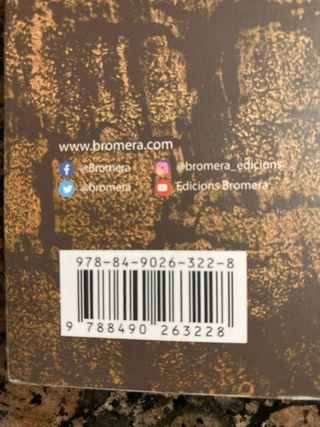 www.bromera.com
@Bromera @bromera_edicions
@bromera Edicions Bromera
978-84-9026-322-8
9 788490 263228